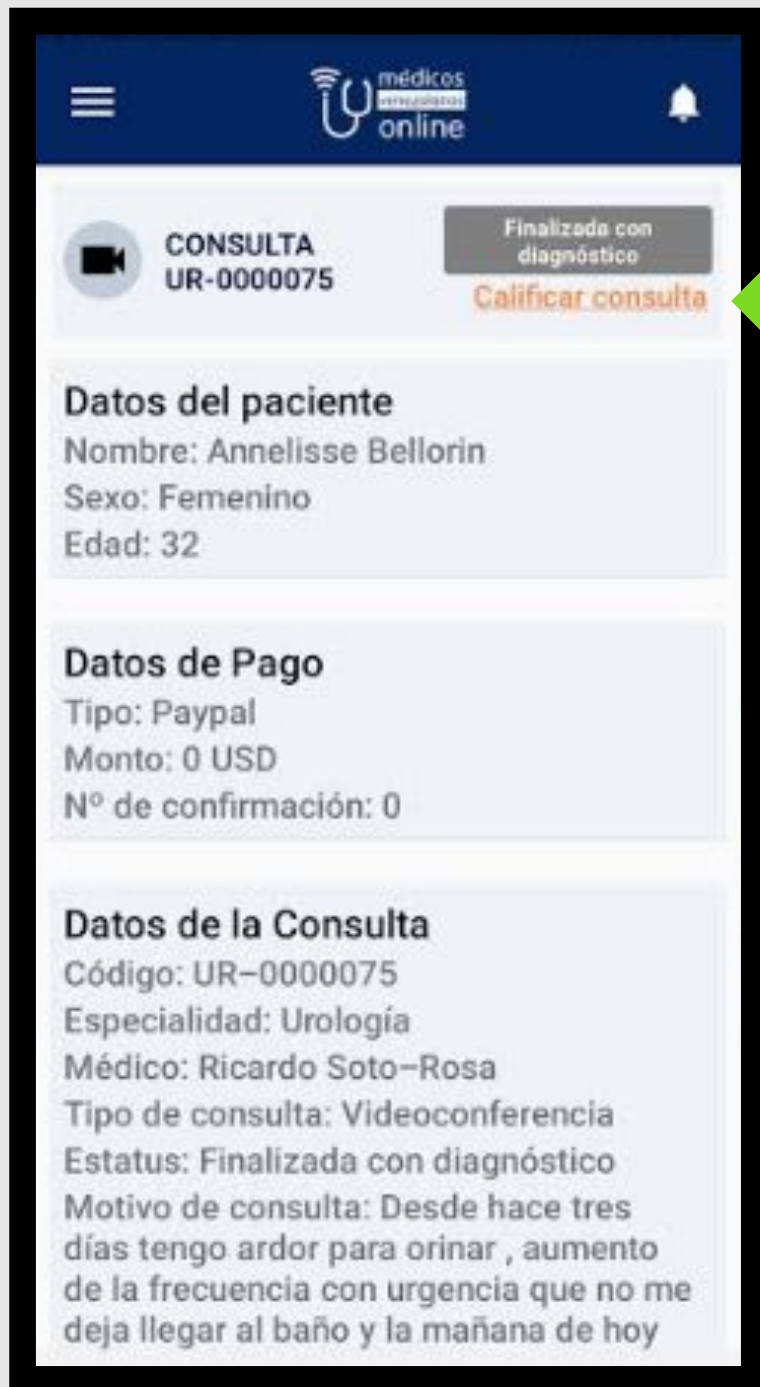 médicos
venezolanos
online
CONSULTA
UR-0000075
Finalizada con
diagnóstico
Calificar consulta
Datos del paciente
Nombre: Annelisse Bellorin
Sexo: Femenino
Edad: 32
Datos de Pago
Tipo: Paypal
Monto: 0 USD
Nº de confirmación: 0
Datos de la Consulta
Código: UR-0000075
Especialidad: Urología
Médico: Ricardo Soto-Rosa
Tipo de consulta: Videoconferencia
Estatus: Finalizada con diagnóstico
Motivo de consulta: Desde hace tres
días tengo ardor para orinar , aumento
de la frecuencia con urgencia que no me
deja llegar al baño y la mañana de hoy